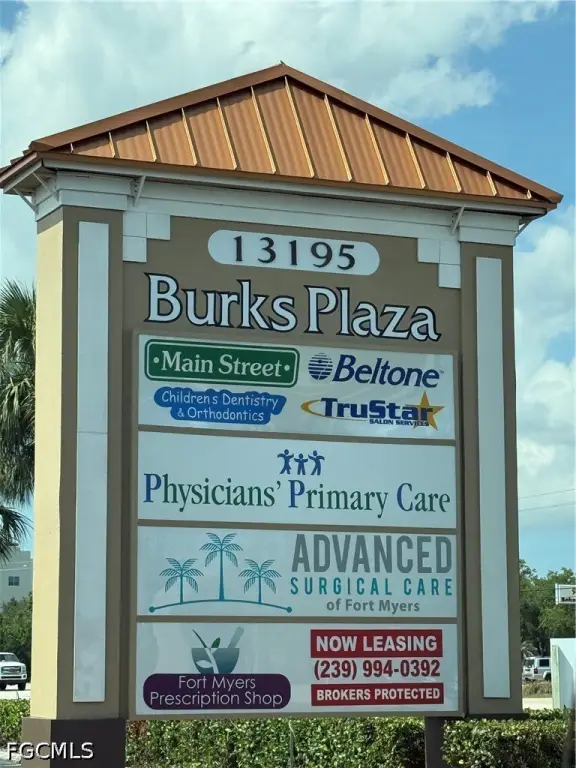 13195
Burks Plaza
·Main Street·
Children's Dentistry
& Orthodontics
Beltone™
TruStar
SALON SERVICES
Physicians' Primary Care
ADVANCED
SURGICAL CARE
of Fort Myers
Fort Myers
Prescription Shop
NOW LEASING
(239) 994-0392
BROKERS PROTECTED
FGCMLS